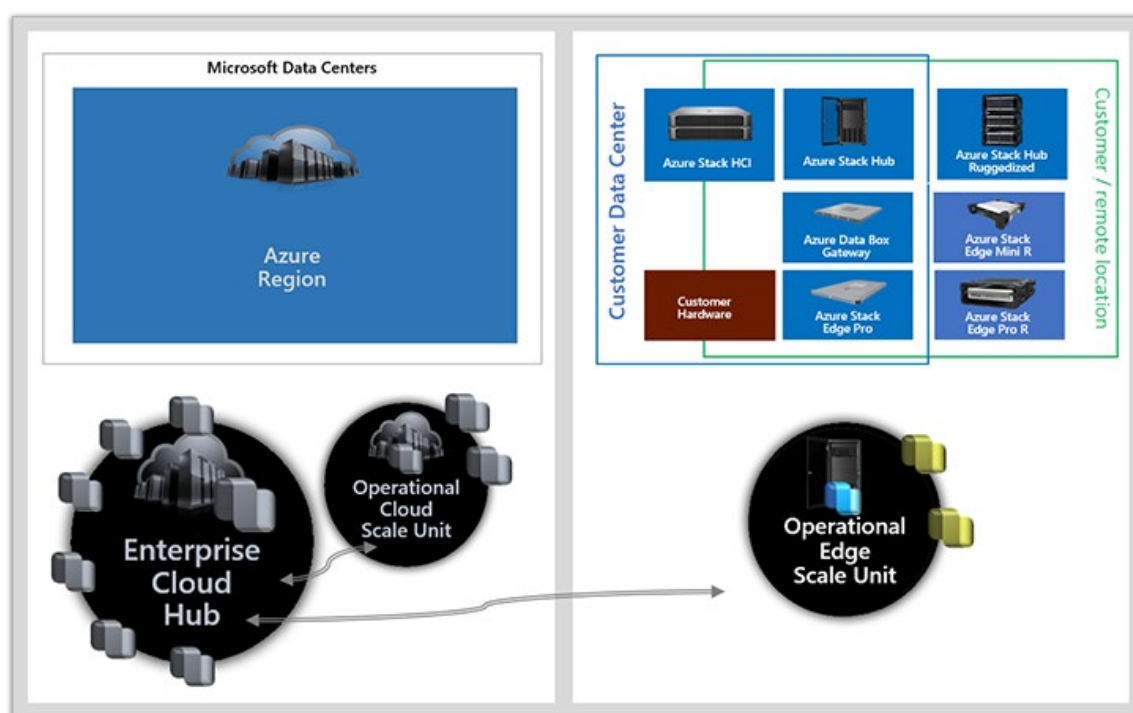 Microsoft Data Centers
Azure
Region
Customer Data Center
Customer / remote location
Azure Stack HCI
Azure Stack Hub
Azure Stack Hub
Ruggedized
Azure Data Box
Gateway
Azure Stack
Edge Mini R
Customer
Hardware
Azure Stack
Edge Pro
Azure Stack
Edge Pro R
Enterprise
Cloud
Hub
Operational
Cloud
Scale Unit
Operational
Edge
Scale Unit